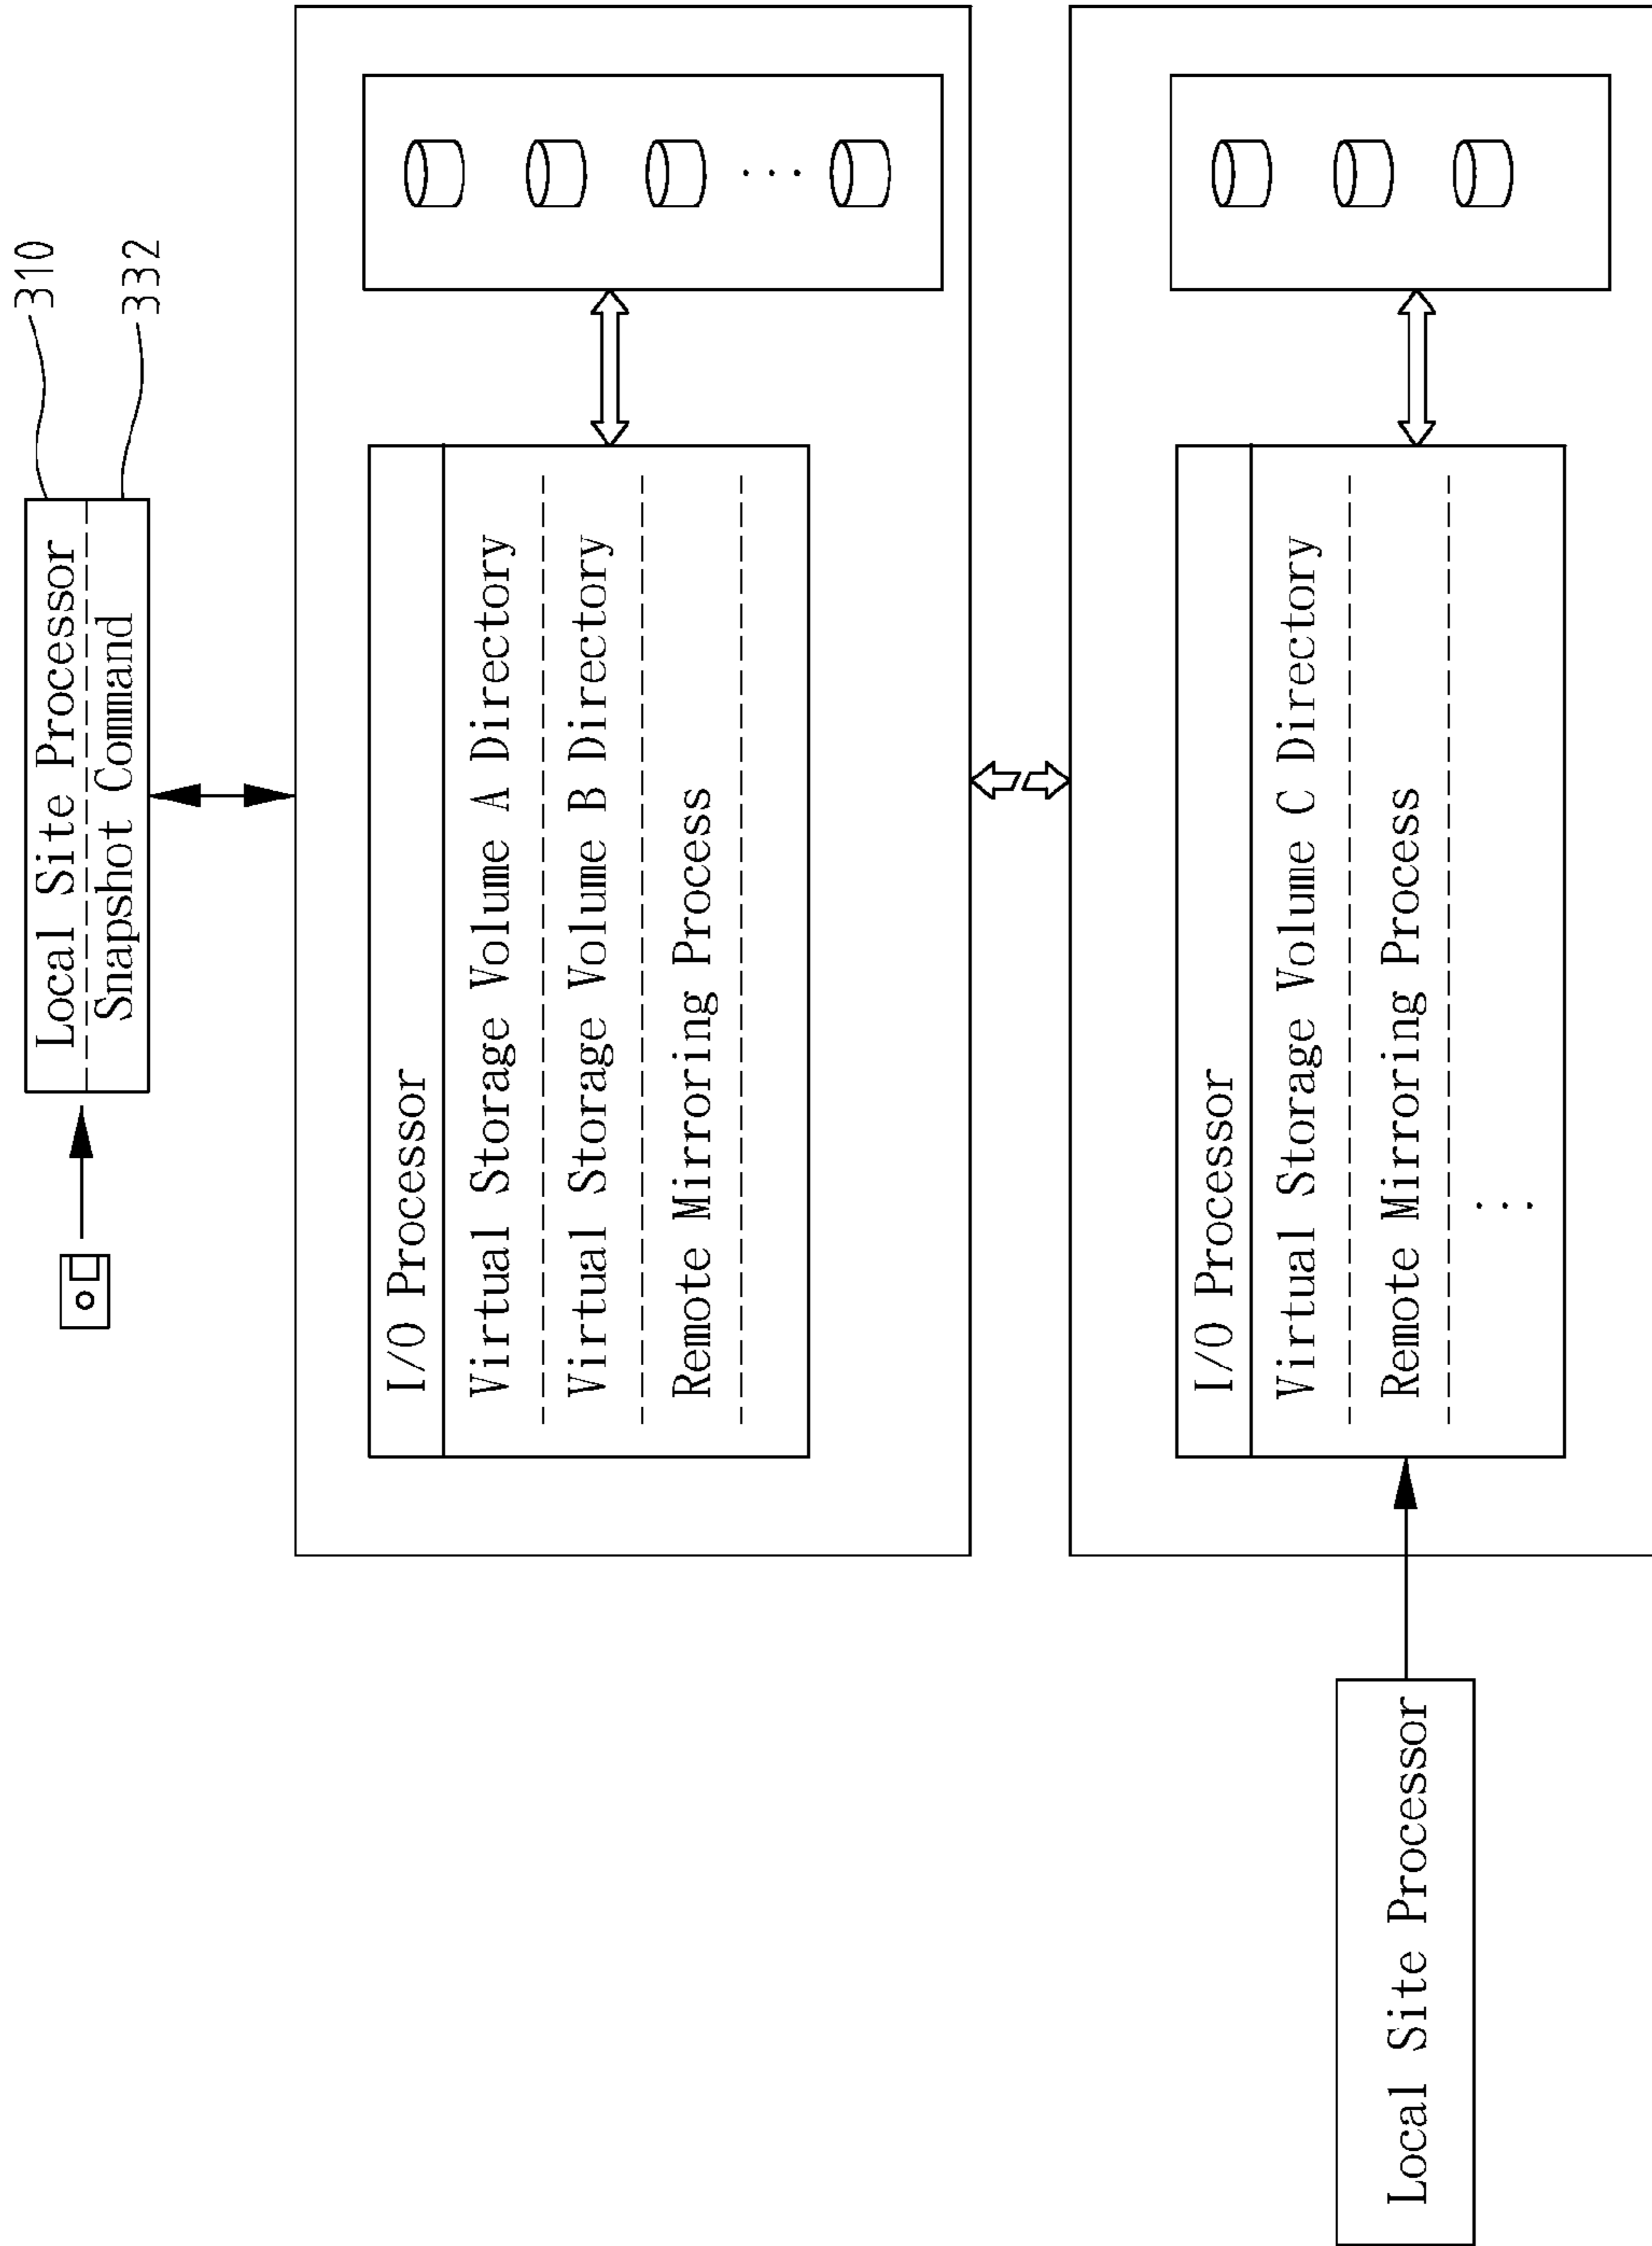 310
Local Site Processor
332
Snapshot Command
I/O Processor
Virtual Storage Volume A Directory
Virtual Storage Volume B Directory
Remote Mirroring Process
...
I/O Processor
Virtual Storage Volume C Directory
Remote Mirroring Process
...
Local Site Processor